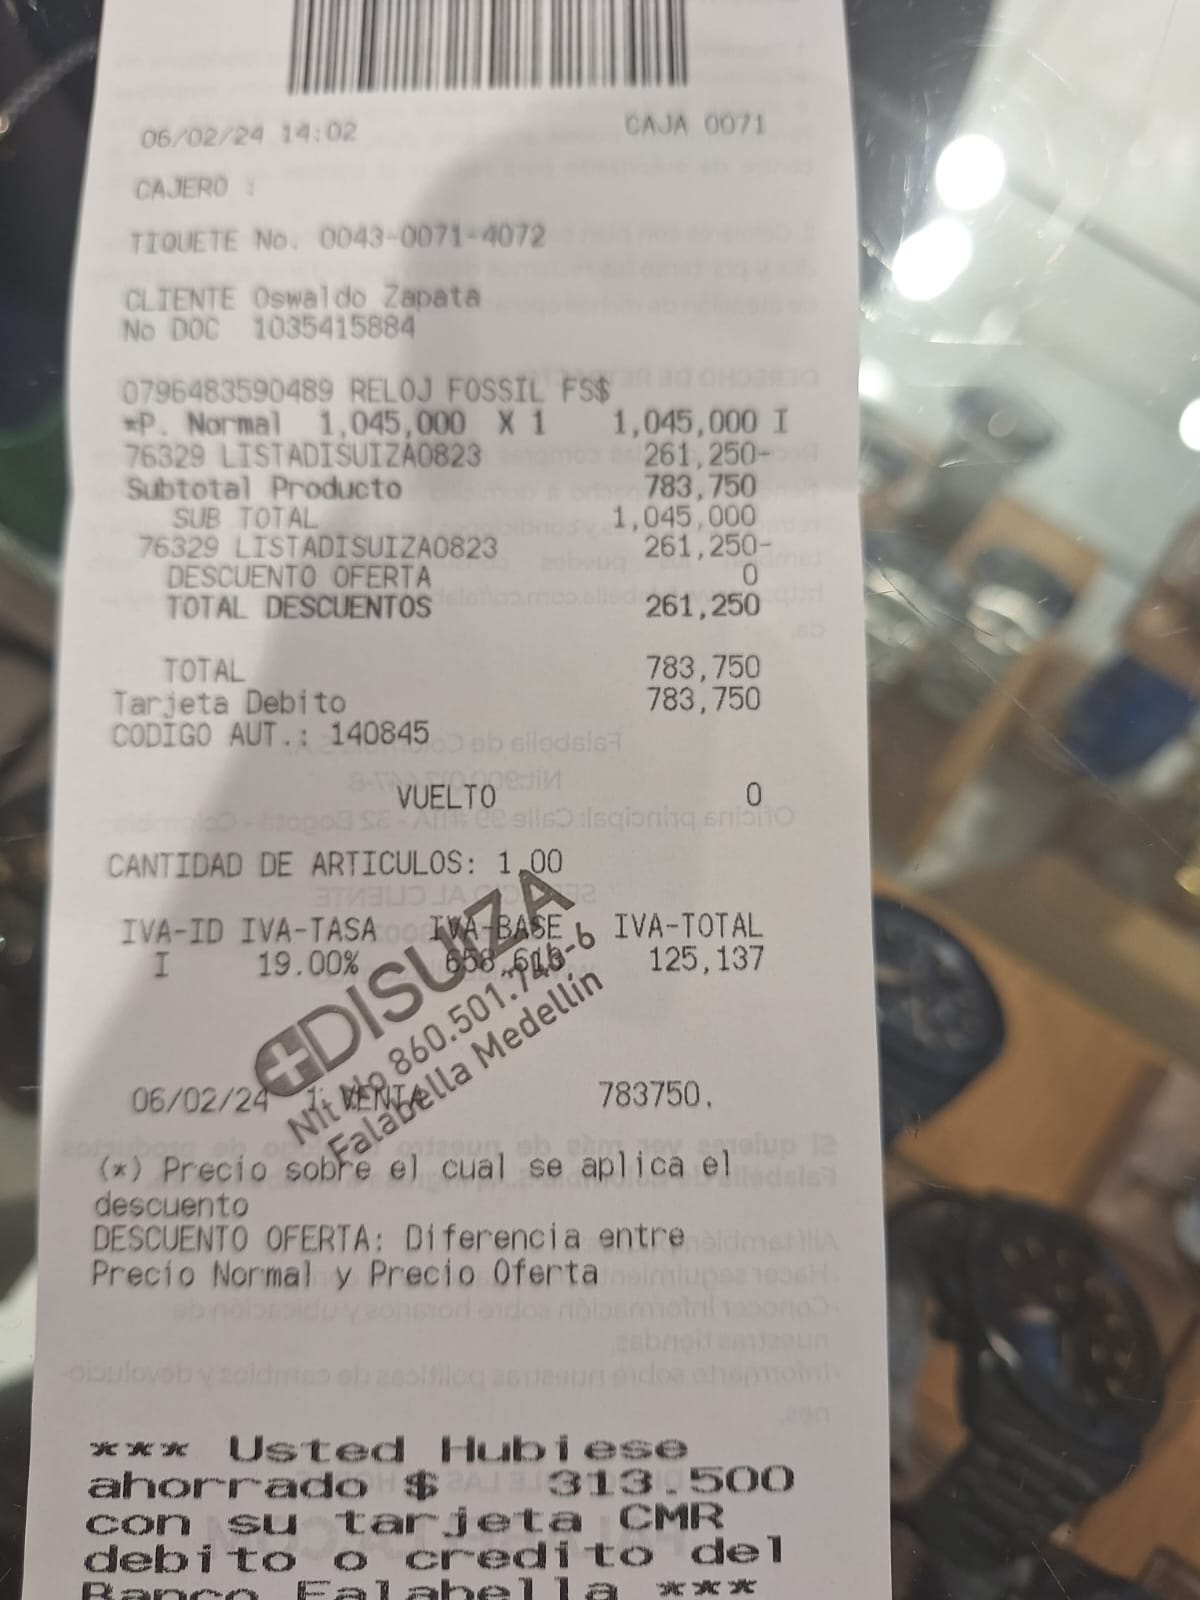 06/02/24 14:02 CAJA 0071
CAJERO :
TIQUETE No. 0043-0071-4072
CLIENTE Oswaldo Zapata
No DOC 1035415884
0796483590489 RELOJ FOSSIL FS$
*P. Normal 1,045,000 X 1 1,045,000 I
76329 LISTADISUIZA0823 261,250-
Subtotal Producto 783,750
SUB TOTAL 1,045,000
76329 LISTADISUIZA0823 261,250-
DESCUENTO OFERTA 0
TOTAL DESCUENTOS 261,250
TOTAL 783,750
Tarjeta Debito 783,750
CODIGO AUT.: 140845
VUELTO 0
CANTIDAD DE ARTICULOS: 1,00
IVA-ID IVA-TASA IVA-BASE IVA-TOTAL
I 19.00% 125,137
DISUIZA
Nit No 860.501.
Falabella Medellín
06/02/24 1: VENTA 783750.
(*) Precio sobre el cual se aplica el
descuento
DESCUENTO OFERTA: Diferencia entre
Precio Normal y Precio Oferta
*** Usted Hubiese
ahorrado $ 313.500
con su tarjeta CMR
debito o credito del
Banco Falabella ***